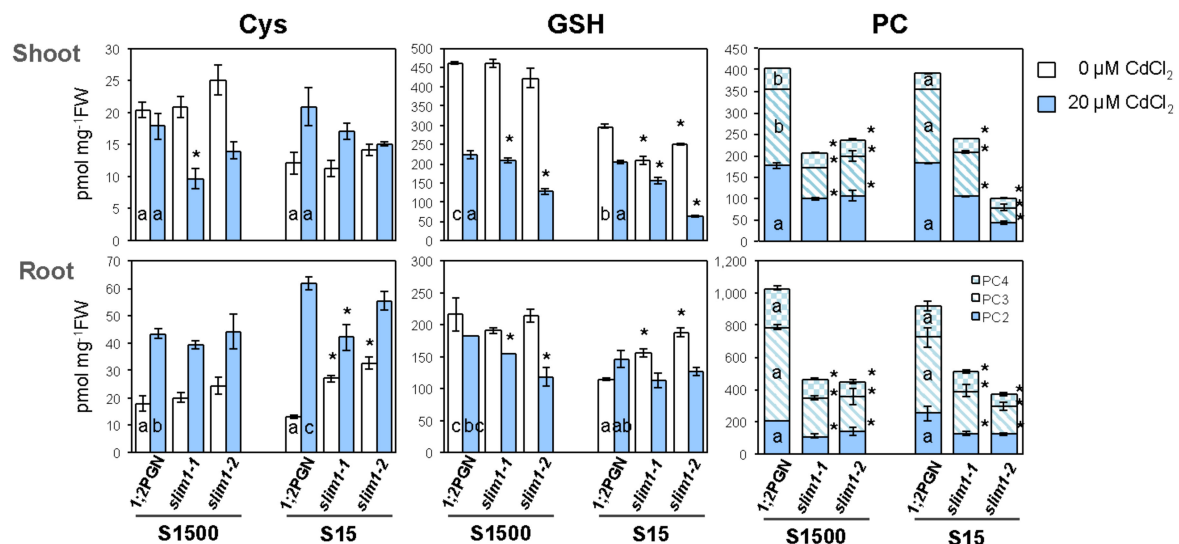 Cys GSH PC
Shoot
pmol mg⁻¹FW
30
25
20
15
10
5
0
a a * a a
500
450
400
350
300
250
200
150
100
50
0
c a * * b a * * * *
450
400
350
300
250
200
150
100
50
0
b
b
a
* * *
* * *
a
a
a
* * *
* * *
0 µM CdCl₂
20 µM CdCl₂
Root
pmol mg⁻¹FW
70
60
50
40
30
20
10
0
a b a c * * *
300
250
200
150
100
50
0
c bc * * a ab * *
1,200
1,000
800
600
400
200
0
a
a
a
* * *
* * *
a
a
a
* * *
* * *
PC4
PC3
PC2
1;2PGN slim1-1 slim1-2 1;2PGN slim1-1 slim1-2 1;2PGN slim1-1 slim1-2 1;2PGN slim1-1 slim1-2 1;2PGN slim1-1 slim1-2 1;2PGN slim1-1 slim1-2
S1500 S15 S1500 S15 S1500 S15